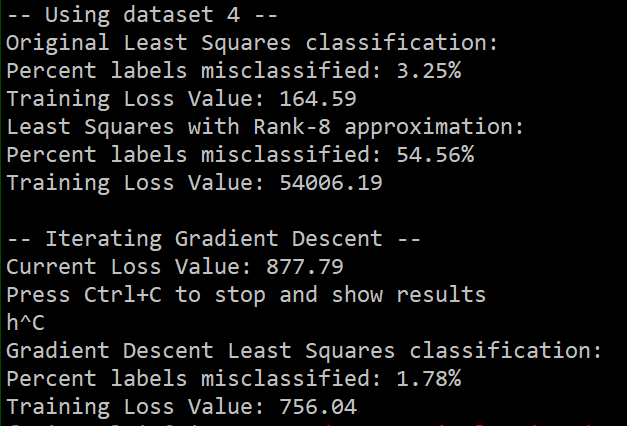 -- Using dataset 4 --
Original Least Squares classification:
Percent labels misclassified: 3.25%
Training Loss Value: 164.59
Least Squares with Rank-8 approximation:
Percent labels misclassified: 54.56%
Training Loss Value: 54006.19
-- Iterating Gradient Descent --
Current Loss Value: 877.79
Press Ctrl+C to stop and show results
h^C
Gradient Descent Least Squares classification:
Percent labels misclassified: 1.78%
Training Loss Value: 756.04